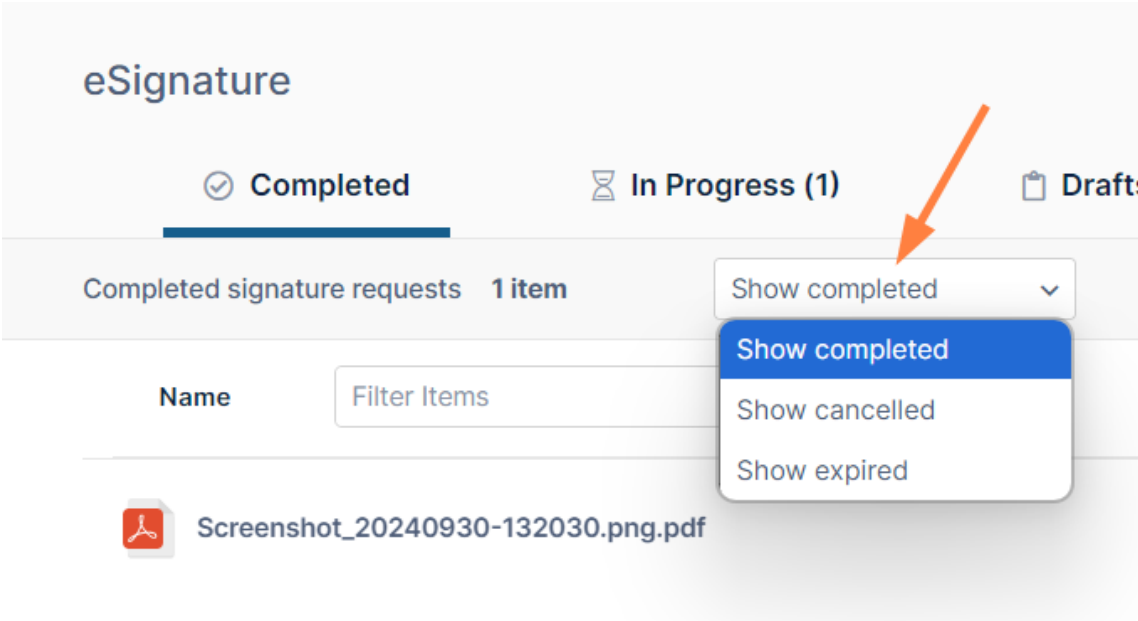 eSignature
Completed
In Progress (1)
Completed signature requests 1 item
Show completed
Show completed
Show cancelled
Show expired
Name
Filter Items
Screenshot_20240930-132030.png.pdf